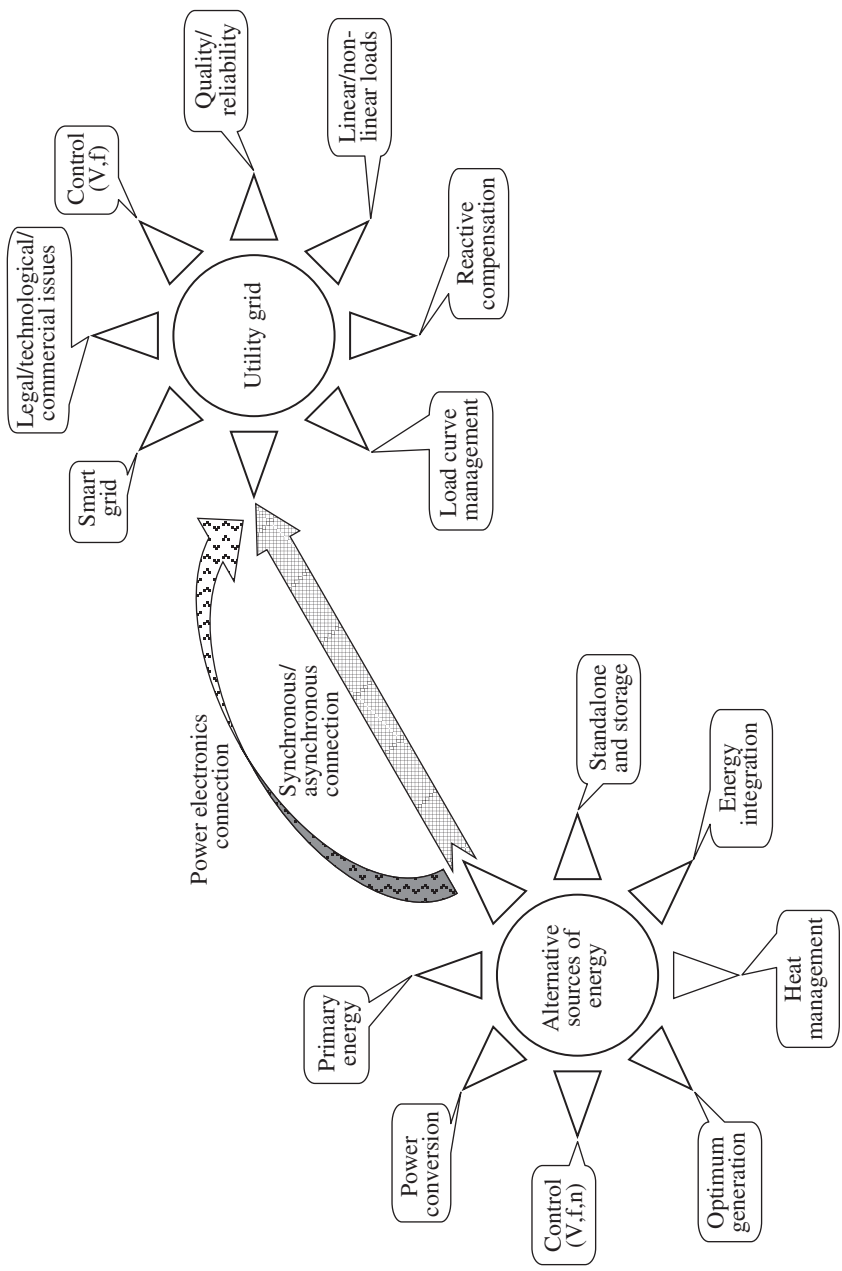 Legal/technological/
commercial issues
Control
(V,f)
Smart
grid
Quality/
reliability
Utility grid
Linear/non-
linear loads
Load curve
management
Reactive
compensation
Power electronics
connection
Synchronous/
asynchronous
connection
Primary
energy
Power
conversion
Standalone
and storage
Alternative
sources of
energy
Control
(V,f,n)
Energy
integration
Optimum
generation
Heat
management